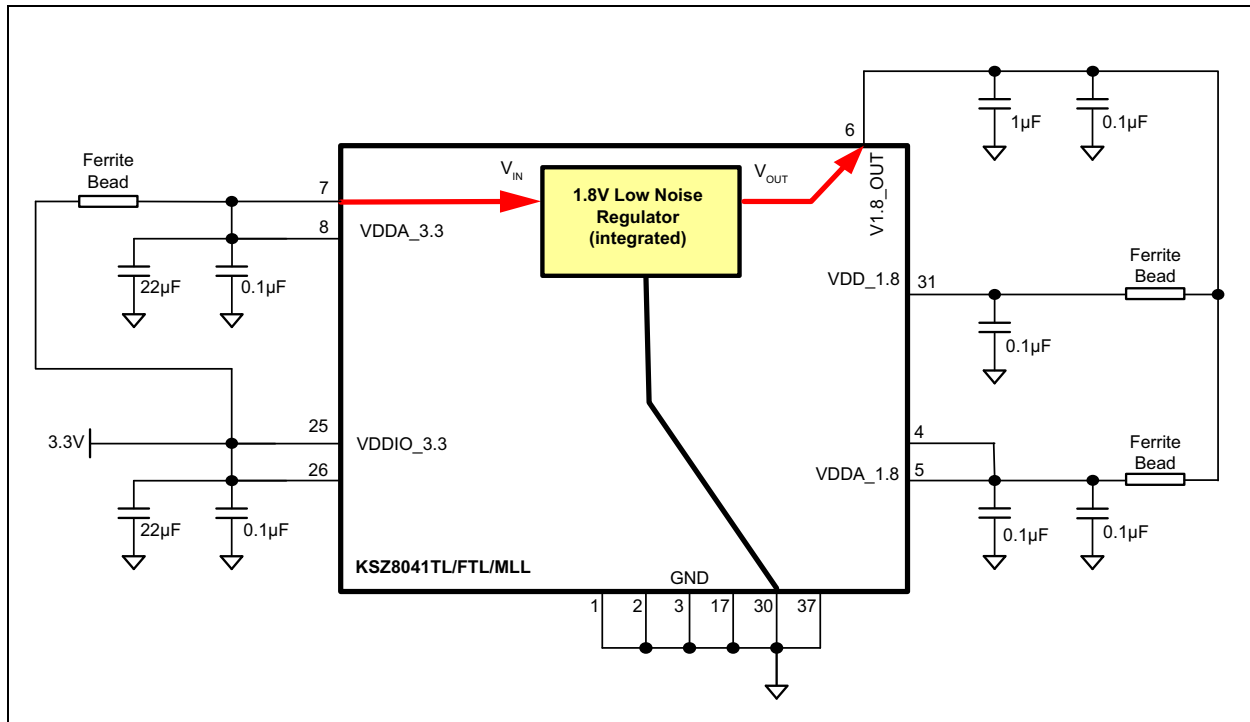 6
1µF
0.1µF
Ferrite
Bead
7
VIN
1.8V Low Noise
Regulator
(integrated)
VOUT
V1.8_OUT
8
VDDA_3.3
22µF
0.1µF
VDD_1.8
31
Ferrite
Bead
0.1µF
3.3V
25
VDDIO_3.3
26
22µF
0.1µF
4
VDDA_1.8
5
Ferrite
Bead
0.1µF
0.1µF
KSZ8041TL/FTL/MLL
GND
1
2
3
17
30
37